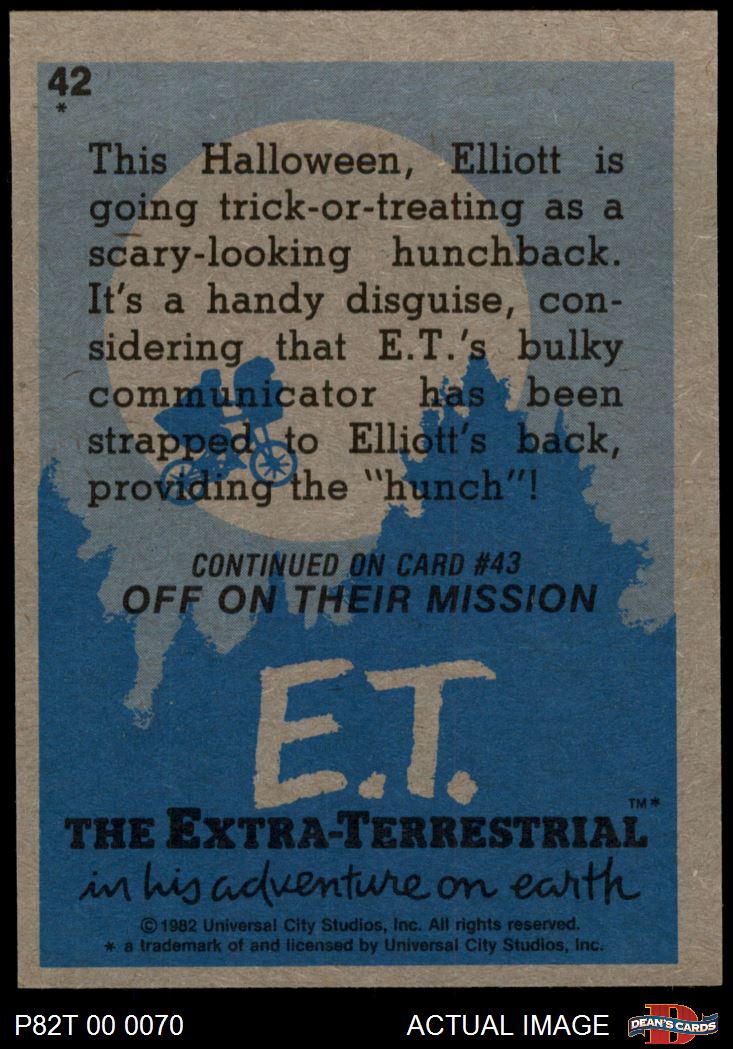 42
*
This Halloween, Elliott is
going trick-or-treating as a
scary-looking hunchback.
It's a handy disguise, con-
sidering that E.T.'s bulky
communicator has been
strapped to Elliott's back,
providing the "hunch"!
CONTINUED ON CARD #43
OFF ON THEIR MISSION
E.T.
THE EXTRA-TERRESTRIAL™*
in his adventure on earth
©1982 Universal City Studios, Inc. All rights reserved.
* a trademark of and licensed by Universal City Studios, Inc.
P82T 00 0070 ACTUAL IMAGE DEAN'S CARDS